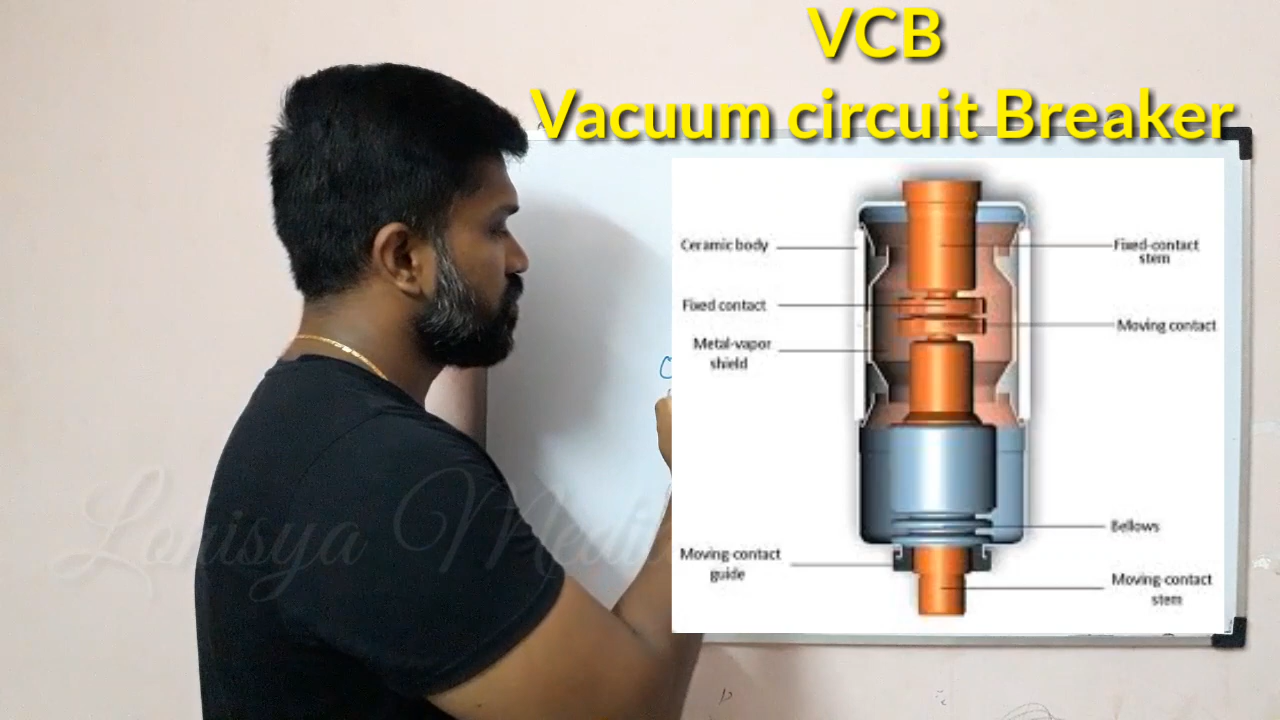 VCB
Vacuum circuit Breaker
Ceramic body
Fixed-contact
stem
Fixed contact
Moving contact
Metal-vapor
shield
Bellows
Moving-contact
guide
Moving-contact
stem
Lonisya